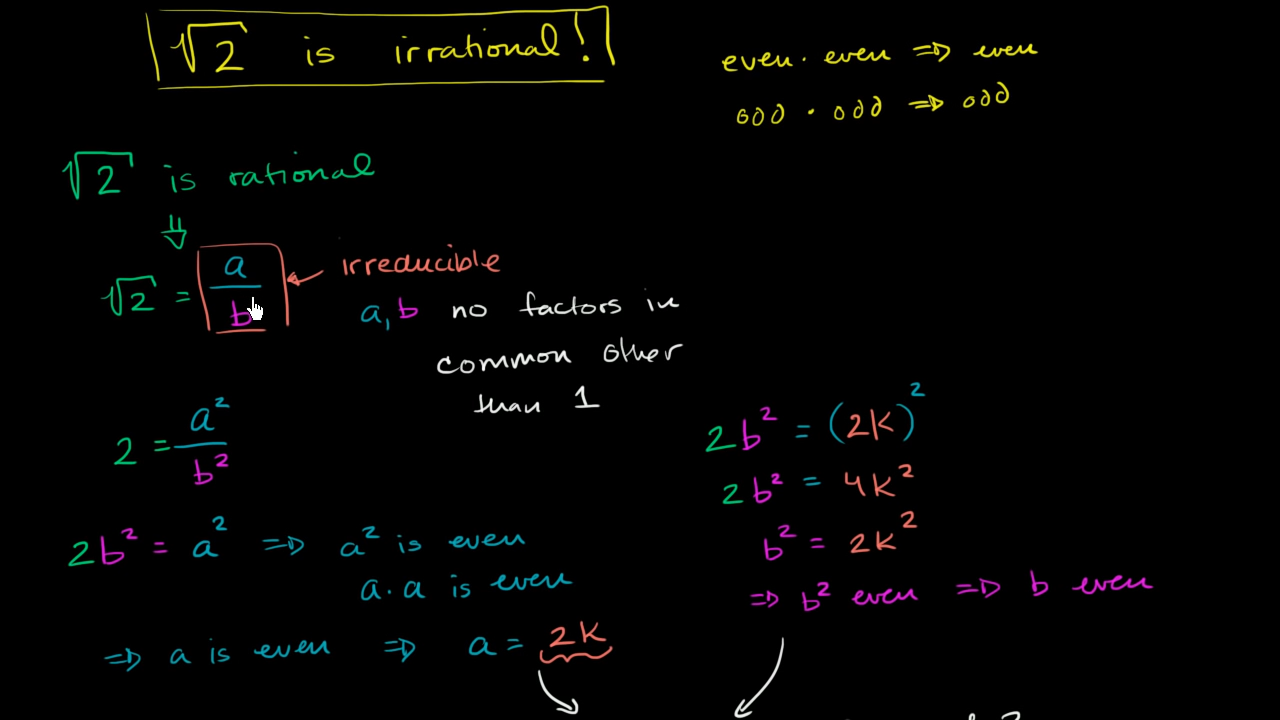 √2 is irrational!
even · even ⇒ even
odd · odd ⇒ odd
√2 is rational
⇓
√2 = a/b ← irreducible
a, b no factors in
common other
than 1
2 = a²/b²
2b² = a² ⇒ a² is even
a · a is even
⇒ a is even ⇒ a = 2k
2b² = (2k)²
2b² = 4k²
b² = 2k²
⇒ b² even ⇒ b even